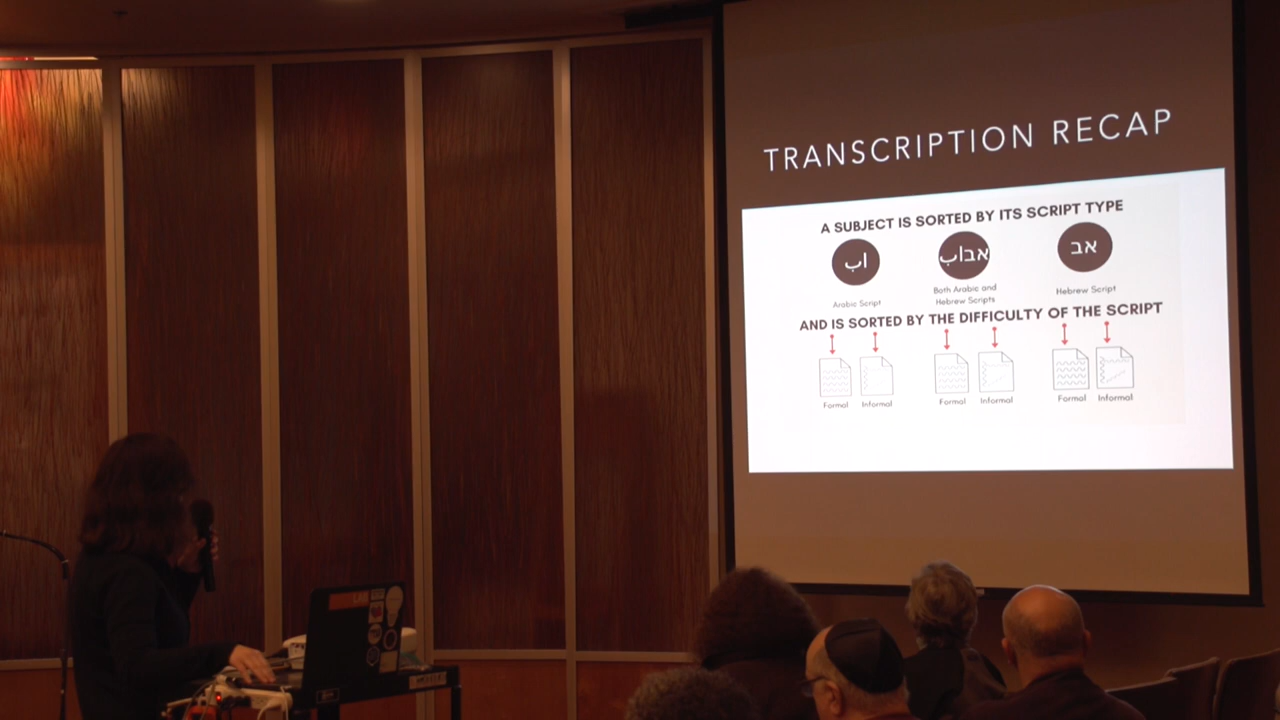 TRANSCRIPTION RECAP
A SUBJECT IS SORTED BY ITS SCRIPT TYPE
اب אבاب אב
Arabic Script Both Arabic and Hebrew Script
Hebrew Scripts
AND IS SORTED BY THE DIFFICULTY OF THE SCRIPT
Formal Informal Formal Informal Formal Informal